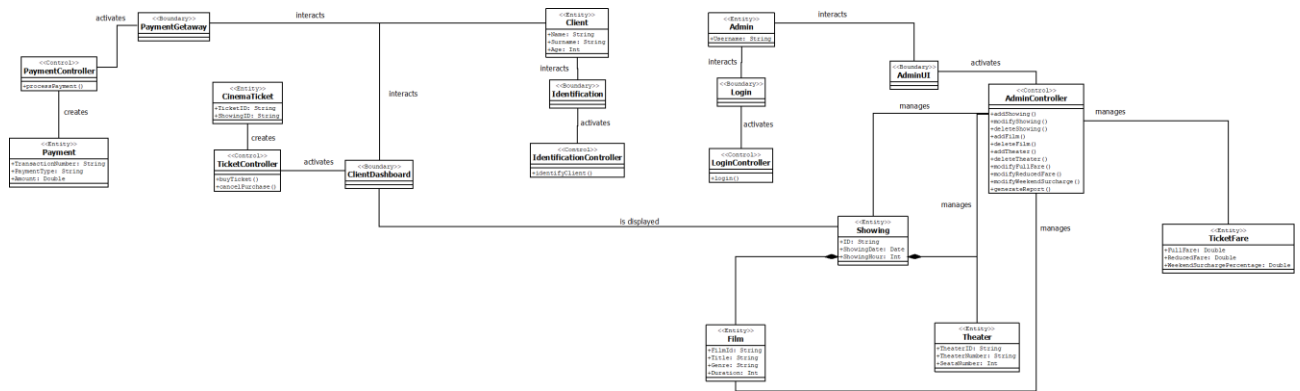 <<Boundary>>
PaymentGetaway
activates
interacts
<<Control>>
PaymentController
+processPayment()
creates
<<Entity>>
Payment
+TransactionNumber: String
+PaymentType: String
+Amount: Double
<<Entity>>
CinemaTicket
+TicketID: String
+ShowingID: String
creates
<<Control>>
TicketController
+buyTicket()
+cancelPurchase()
activates
interacts
<<Boundary>>
ClientDashboard
<<Entity>>
Client
+Name: String
+Surname: String
+Age: Int
interacts
<<Boundary>>
Identification
activates
<<Control>>
IdentificationController
+identifyClient()
is displayed
<<Entity>>
Admin
+Username: String
interacts
interacts
<<Boundary>>
Login
activates
<<Control>>
LoginController
+login()
<<Boundary>>
AdminUI
activates
<<Control>>
AdminController
+addShowing()
+modifyShowing()
+deleteShowing()
+addFilm()
+deleteFilm()
+addTheater()
+deleteTheater()
+modifyFullFare()
+modifyReducedFare()
+modifyWeekendSurcharge()
+generateReport()
manages
manages
manages
manages
<<Entity>>
Showing
+ID: String
+ShowingDate: Date
+ShowingHour: Int
<<Entity>>
TicketFare
+FullFare: Double
+ReducedFare: Double
+WeekendSurchargePercentage: Double
<<Entity>>
Film
+FilmId: String
+Title: String
+Genre: String
+Duration: Int
<<Entity>>
Theater
+TheaterID: String
+TheaterNumber: String
+SeatsNumber: Int